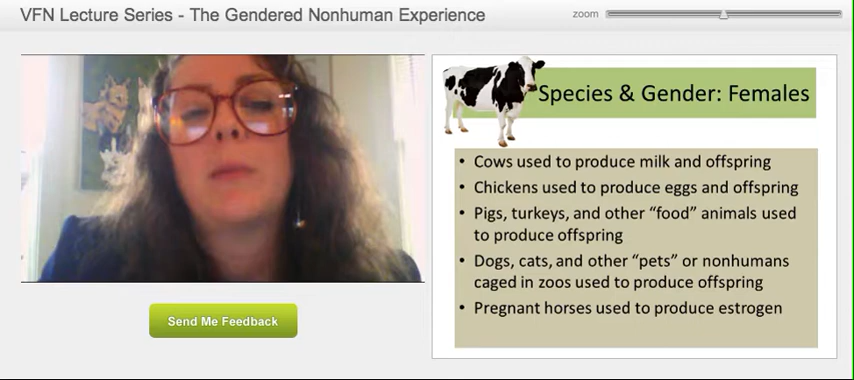 VFN Lecture Series - The Gendered Nonhuman Experience
zoom
Send Me Feedback
Species & Gender: Females
• Cows used to produce milk and offspring
• Chickens used to produce eggs and offspring
• Pigs, turkeys, and other “food” animals used
to produce offspring
• Dogs, cats, and other “pets” or nonhumans
caged in zoos used to produce offspring
• Pregnant horses used to produce estrogen